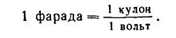 1 фарада = 1 кулон / 1 вольт.